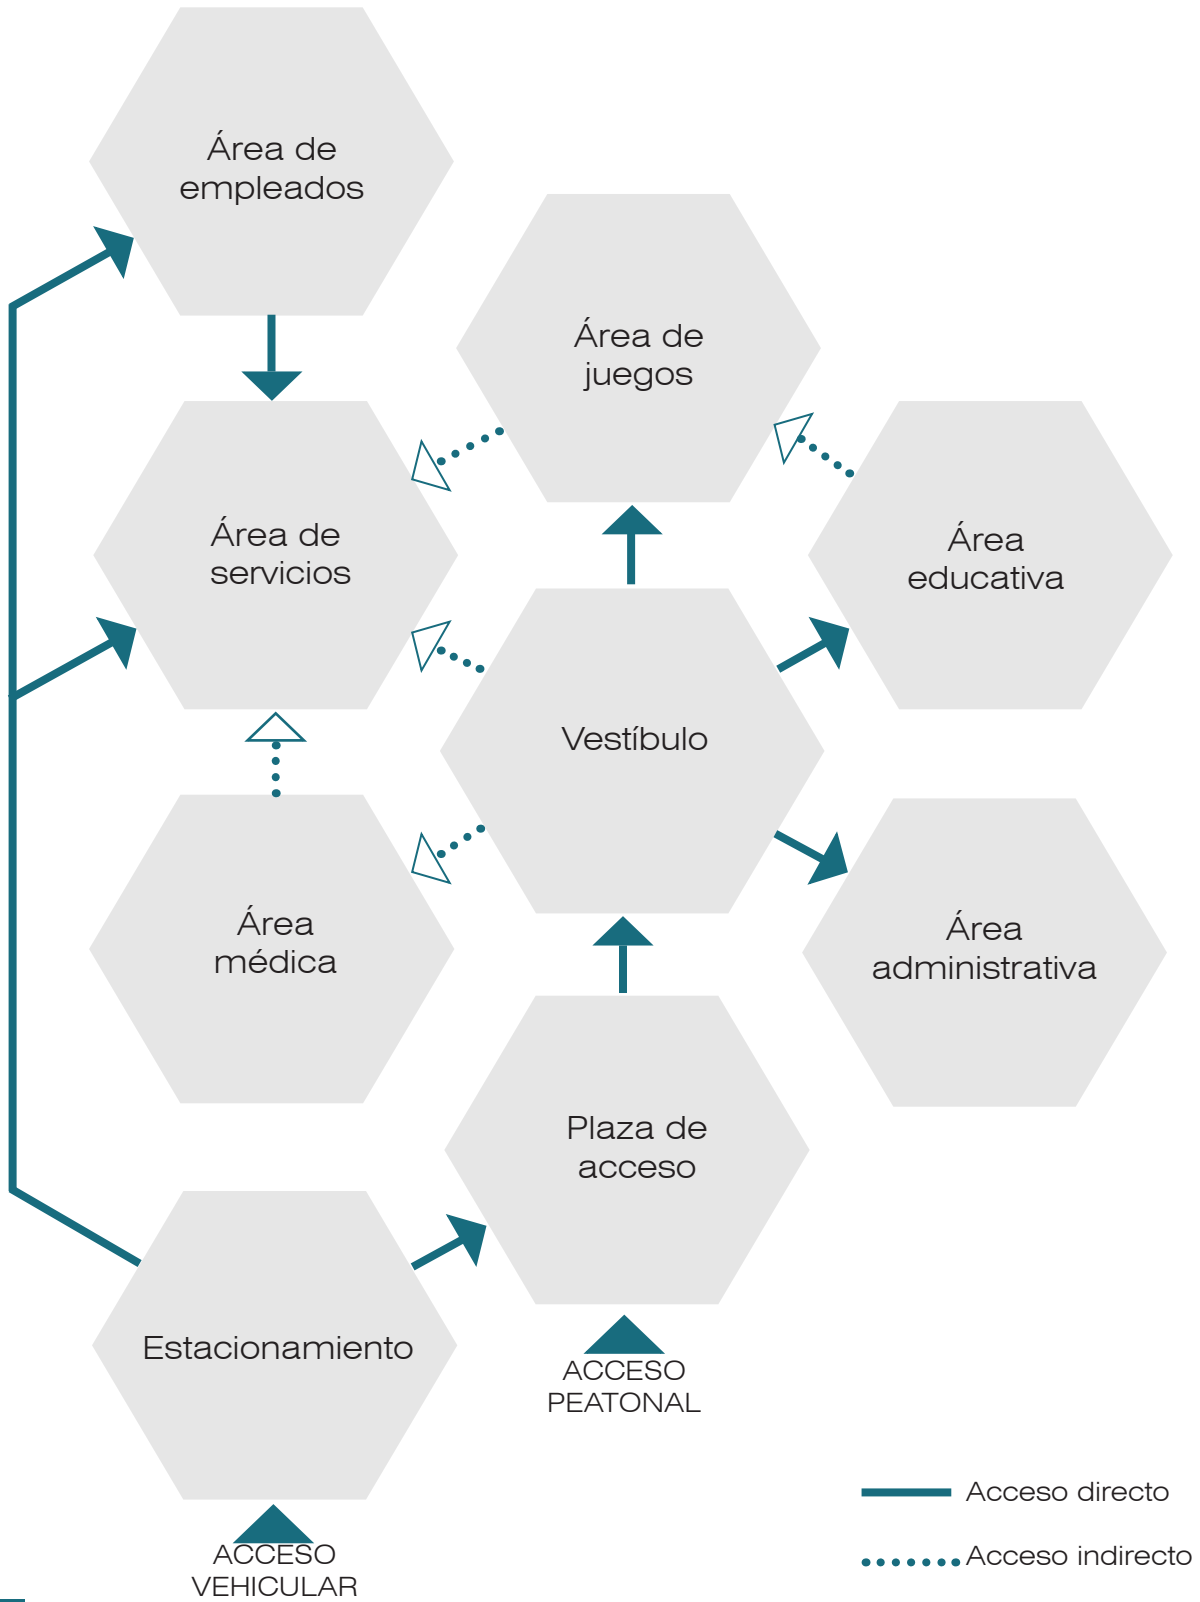 Área de
empleados
Área de
juegos
Área de
servicios
Área
educativa
Vestíbulo
Área
médica
Área
administrativa
Plaza de
acceso
Estacionamiento
ACCESO
PEATONAL
ACCESO
VEHICULAR
Acceso directo
Acceso indirecto